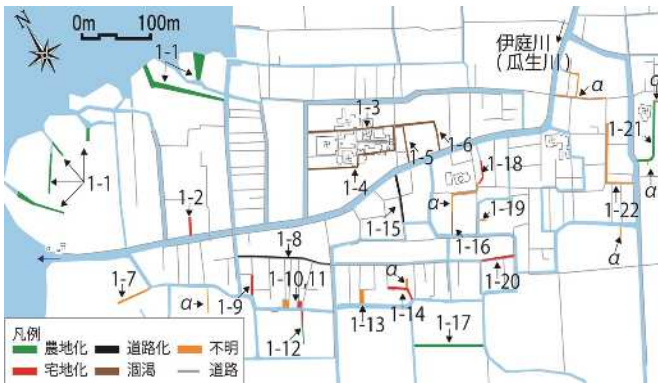 N
0m 100m
1-1
伊庭川
(瓜生川)
α
α
1-3
1-21
1-6
1-5
1-18
1-1
1-4
α
1-2
α
1-19
1-22
1-15
1-16
α
1-8
1-20
1-7
α
1-10,11
α
1-9
1-13
1-14
1-17
1-12
凡例
農地化 道路化 不明
宅地化 涸渇 道路